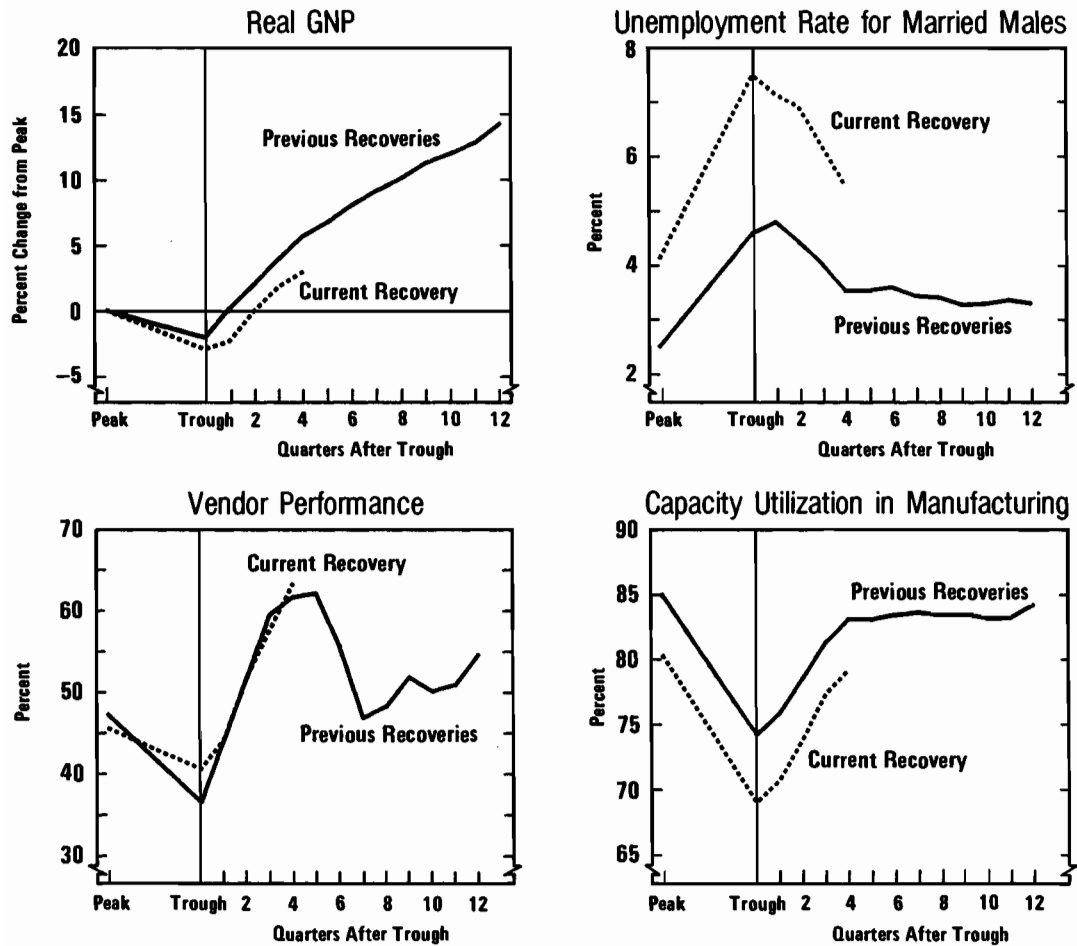 Real GNP
Percent Change from Peak
20
15
10
5
0
−5
Previous Recoveries
Current Recovery
Peak Trough 2 4 6 8 10 12
Quarters After Trough
Unemployment Rate for Married Males
Percent
8
6
4
2
Current Recovery
Previous Recoveries
Peak Trough 2 4 6 8 10 12
Quarters After Trough
Vendor Performance
Percent
70
60
50
40
30
Current Recovery
Previous Recoveries
Peak Trough 2 4 6 8 10 12
Quarters After Trough
Capacity Utilization in Manufacturing
Percent
90
85
80
75
70
65
Previous Recoveries
Current Recovery
Peak Trough 2 4 6 8 10 12
Quarters After Trough